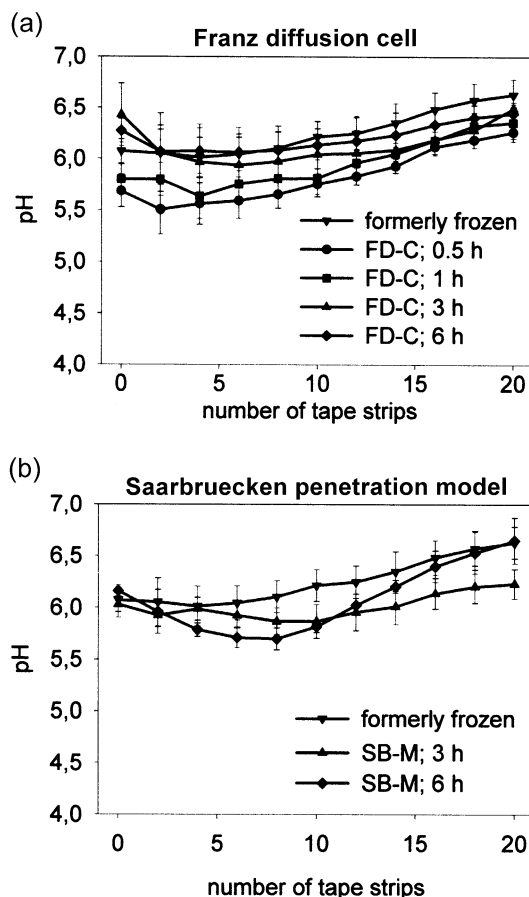 (a)
Franz diffusion cell
7,0
6,5
6,0
5,5
5,0
4,5
4,0
pH
formerly frozen
FD-C; 0.5 h
FD-C; 1 h
FD-C; 3 h
FD-C; 6 h
0 5 10 15 20
number of tape strips
(b)
Saarbruecken penetration model
7,0
6,5
6,0
5,5
5,0
4,5
4,0
pH
formerly frozen
SB-M; 3 h
SB-M; 6 h
0 5 10 15 20
number of tape strips